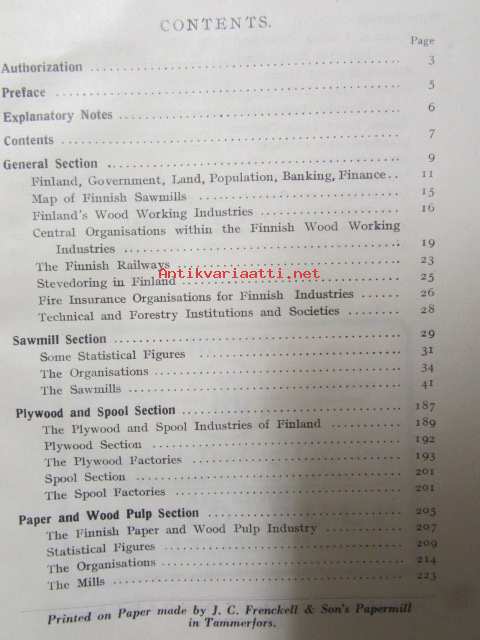 CONTENTS.
Page
Authorization 3
Preface 5
Explanatory Notes 6
Contents 7
General Section 9
Finland, Government, Land, Population, Banking, Finance.. 11
Map of Finnish Sawmills 15
Finland's Wood Working Industries 16
Central Organisations within the Finnish Wood Working
Industries 19
The Finnish Railways 23
Antikvariaatti.net
Stevedoring in Finland 25
Fire Insurance Organisations for Finnish Industries 26
Technical and Forestry Institutions and Societies 28
Sawmill Section 29
Some Statistical Figures 31
The Organisations 34
The Sawmills 41
Plywood and Spool Section 187
The Plywood and Spool Industries of Finland 189
Plywood Section 192
The Plywood Factories 193
Spool Section 201
The Spool Factories 201
Paper and Wood Pulp Section 205
The Finnish Paper and Wood Pulp Industry 207
Statistical Figures 209
The Organisations 214
The Mills 223
Printed on Paper made by J. C. Frenckell & Son's Papermill
in Tammerfors.